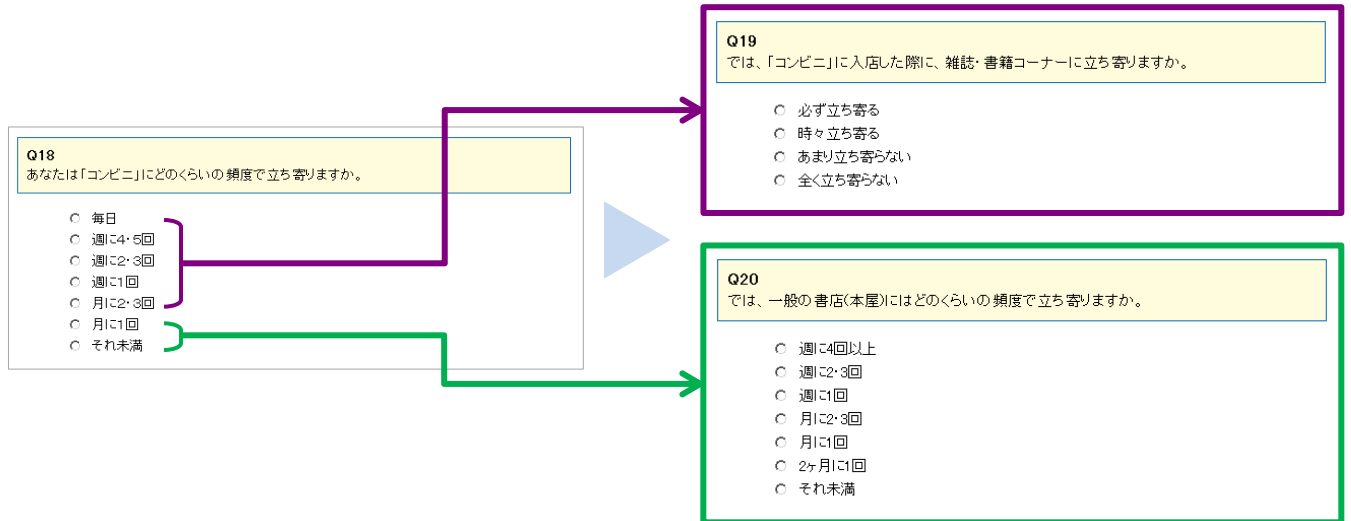 Q18
あなたは「コンビニ」にどのくらいの頻度で立ち寄りますか。
毎日
週に4・5回
週に2・3回
週に1回
月に2・3回
月に1回
それ未満
Q19
では、「コンビニ」に入店した際に、雑誌・書籍コーナーに立ち寄りますか。
必ず立ち寄る
時々立ち寄る
あまり立ち寄らない
全く立ち寄らない
Q20
では、一般の書店(本屋)にはどのくらいの頻度で立ち寄りますか。
週に4回以上
週に2・3回
週に1回
月に2・3回
月に1回
2ヶ月に1回
それ未満